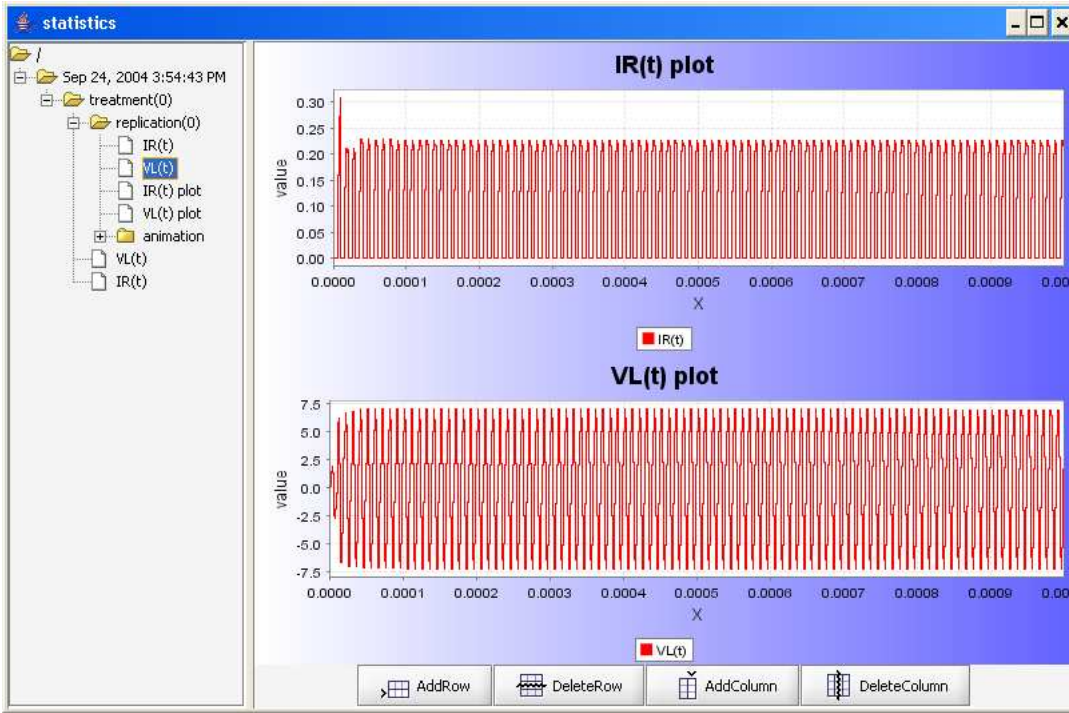 statistics
/
Sep 24, 2004 3:54:43 PM
treatment(0)
replication(0)
IR(t)
VL(t)
IR(t) plot
VL(t) plot
animation
VL(t)
IR(t)
IR(t) plot
value
0.30
0.25
0.20
0.15
0.10
0.05
0.00
0.0000 0.0001 0.0002 0.0003 0.0004 0.0005 0.0006 0.0007 0.0008 0.0009 0.00
X
IR(t)
VL(t) plot
value
7.5
5.0
2.5
0.0
-2.5
-5.0
-7.5
0.0000 0.0001 0.0002 0.0003 0.0004 0.0005 0.0006 0.0007 0.0008 0.0009 0.00
X
VL(t)
AddRow DeleteRow AddColumn DeleteColumn